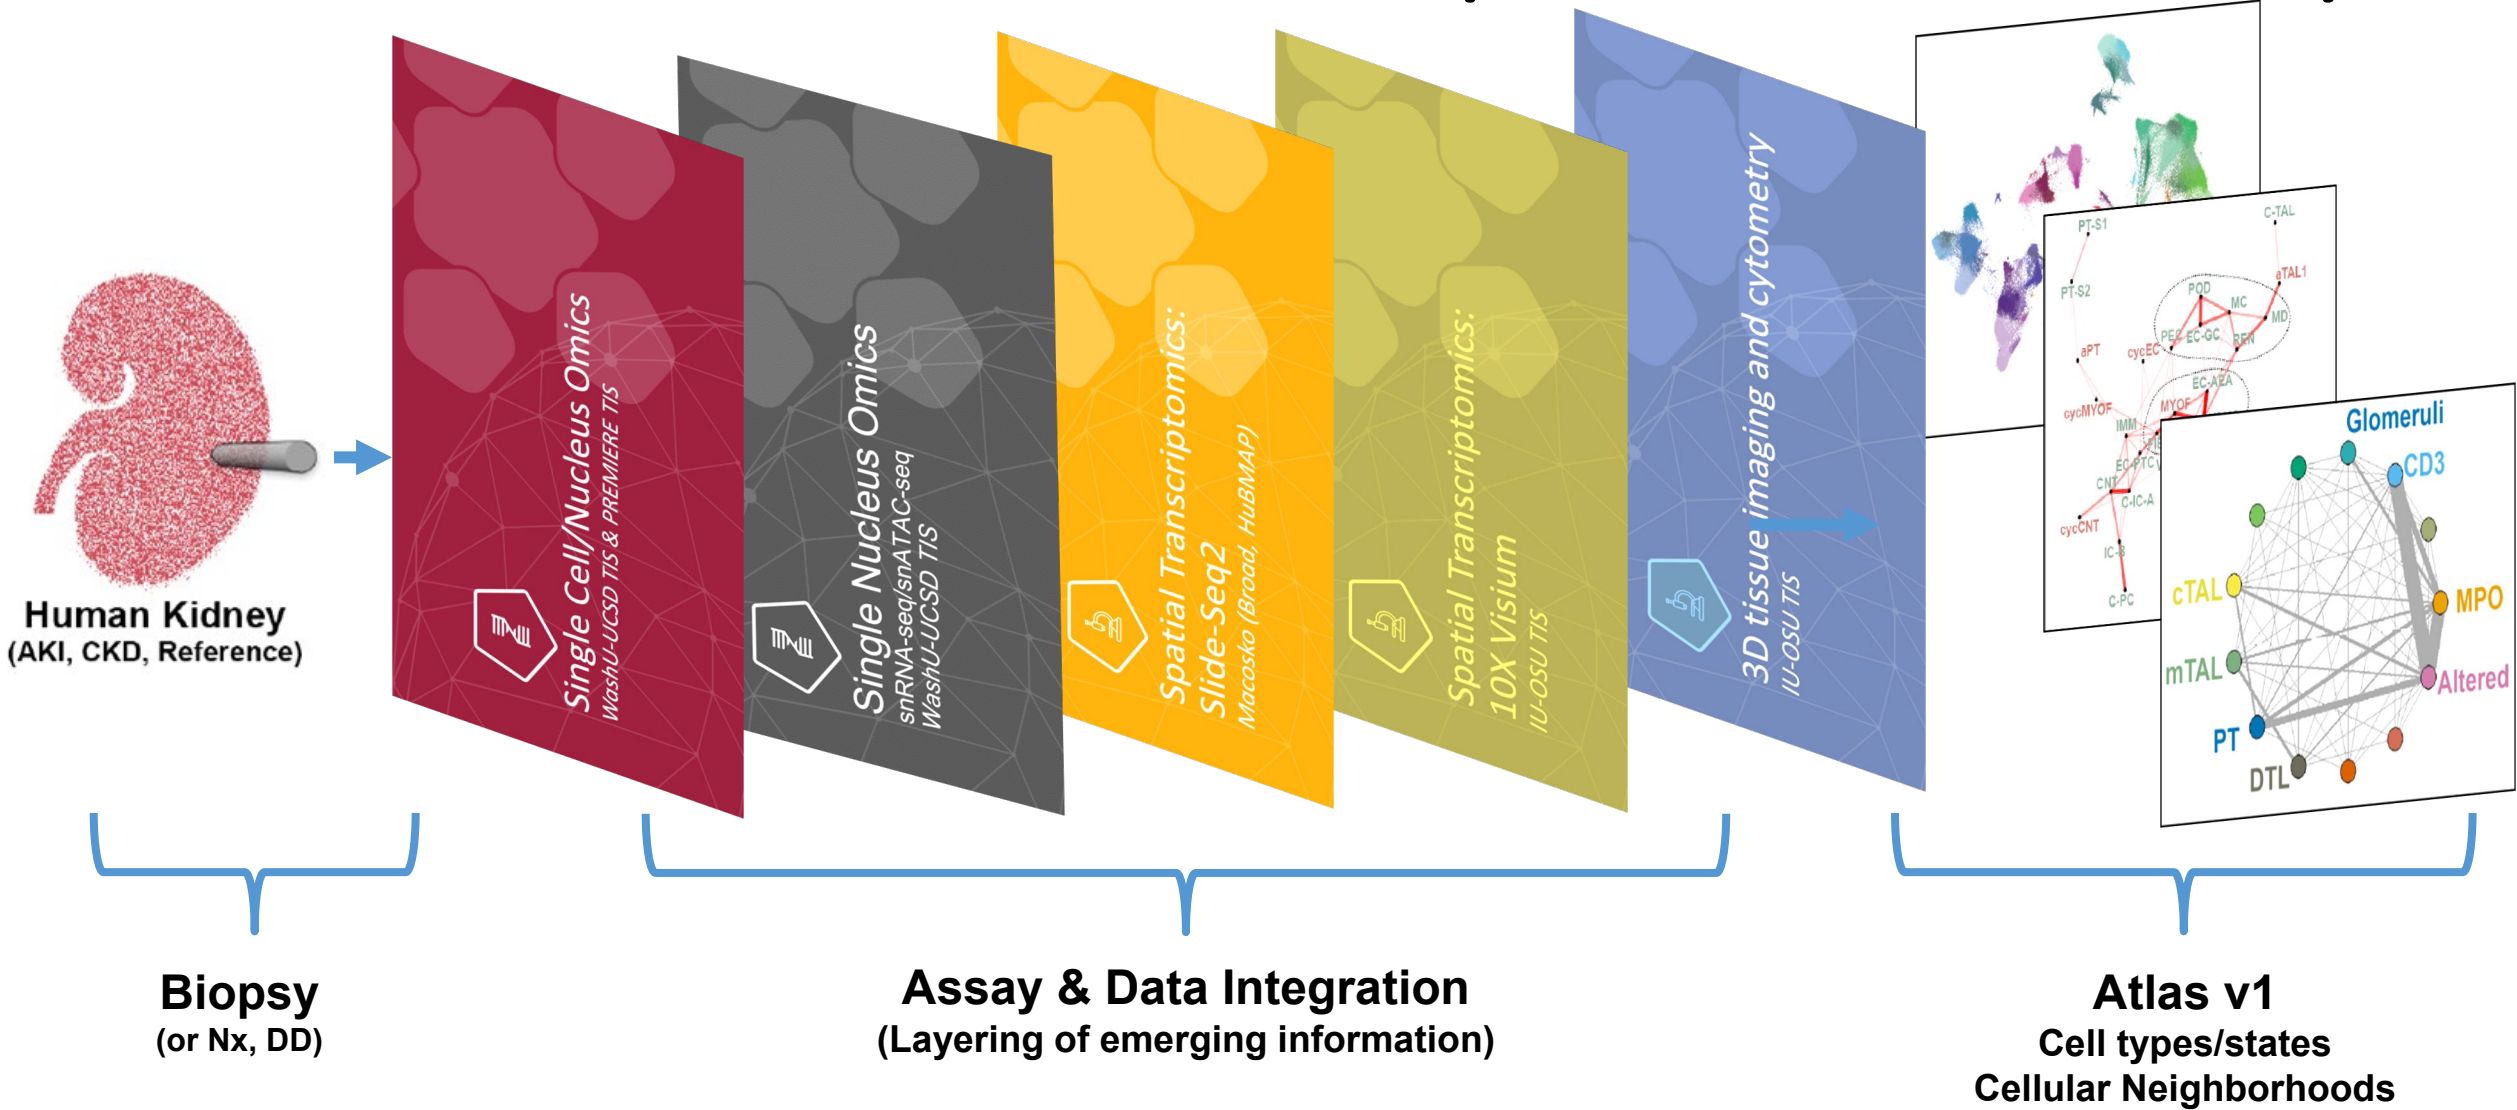 Human Kidney
(AKI, CKD, Reference)
Single Cell/Nucleus Omics
WashU-UCSD TIS & PREMIERE TIS
Single Nucleus Omics
snRNA-seq/snATAC-seq
WashU-UCSD TIS
Spatial Transcriptomics:
Slide-Seq2
Macosko (Broad, HuBMAP)
Spatial Transcriptomics:
10X Visium
IU-OSU TIS
3D tissue imaging and cytometry
IU-OSU TIS
C-TAL
PT-S1
aTAL1
PT-S2
POD
MC
MD
PEC
EC-GC
REN
aPT
cycEC
EC-AEA
cycMYOF
MYOF
IMM
EC-PTC
CNT
C-IC-A
cycCNT
IC-B
C-PC
Glomeruli
CD3
cTAL
MPO
mTAL
Altered
PT
DTL
Biopsy
(or Nx, DD)
Assay & Data Integration
(Layering of emerging information)
Atlas v1
Cell types/states
Cellular Neighborhoods